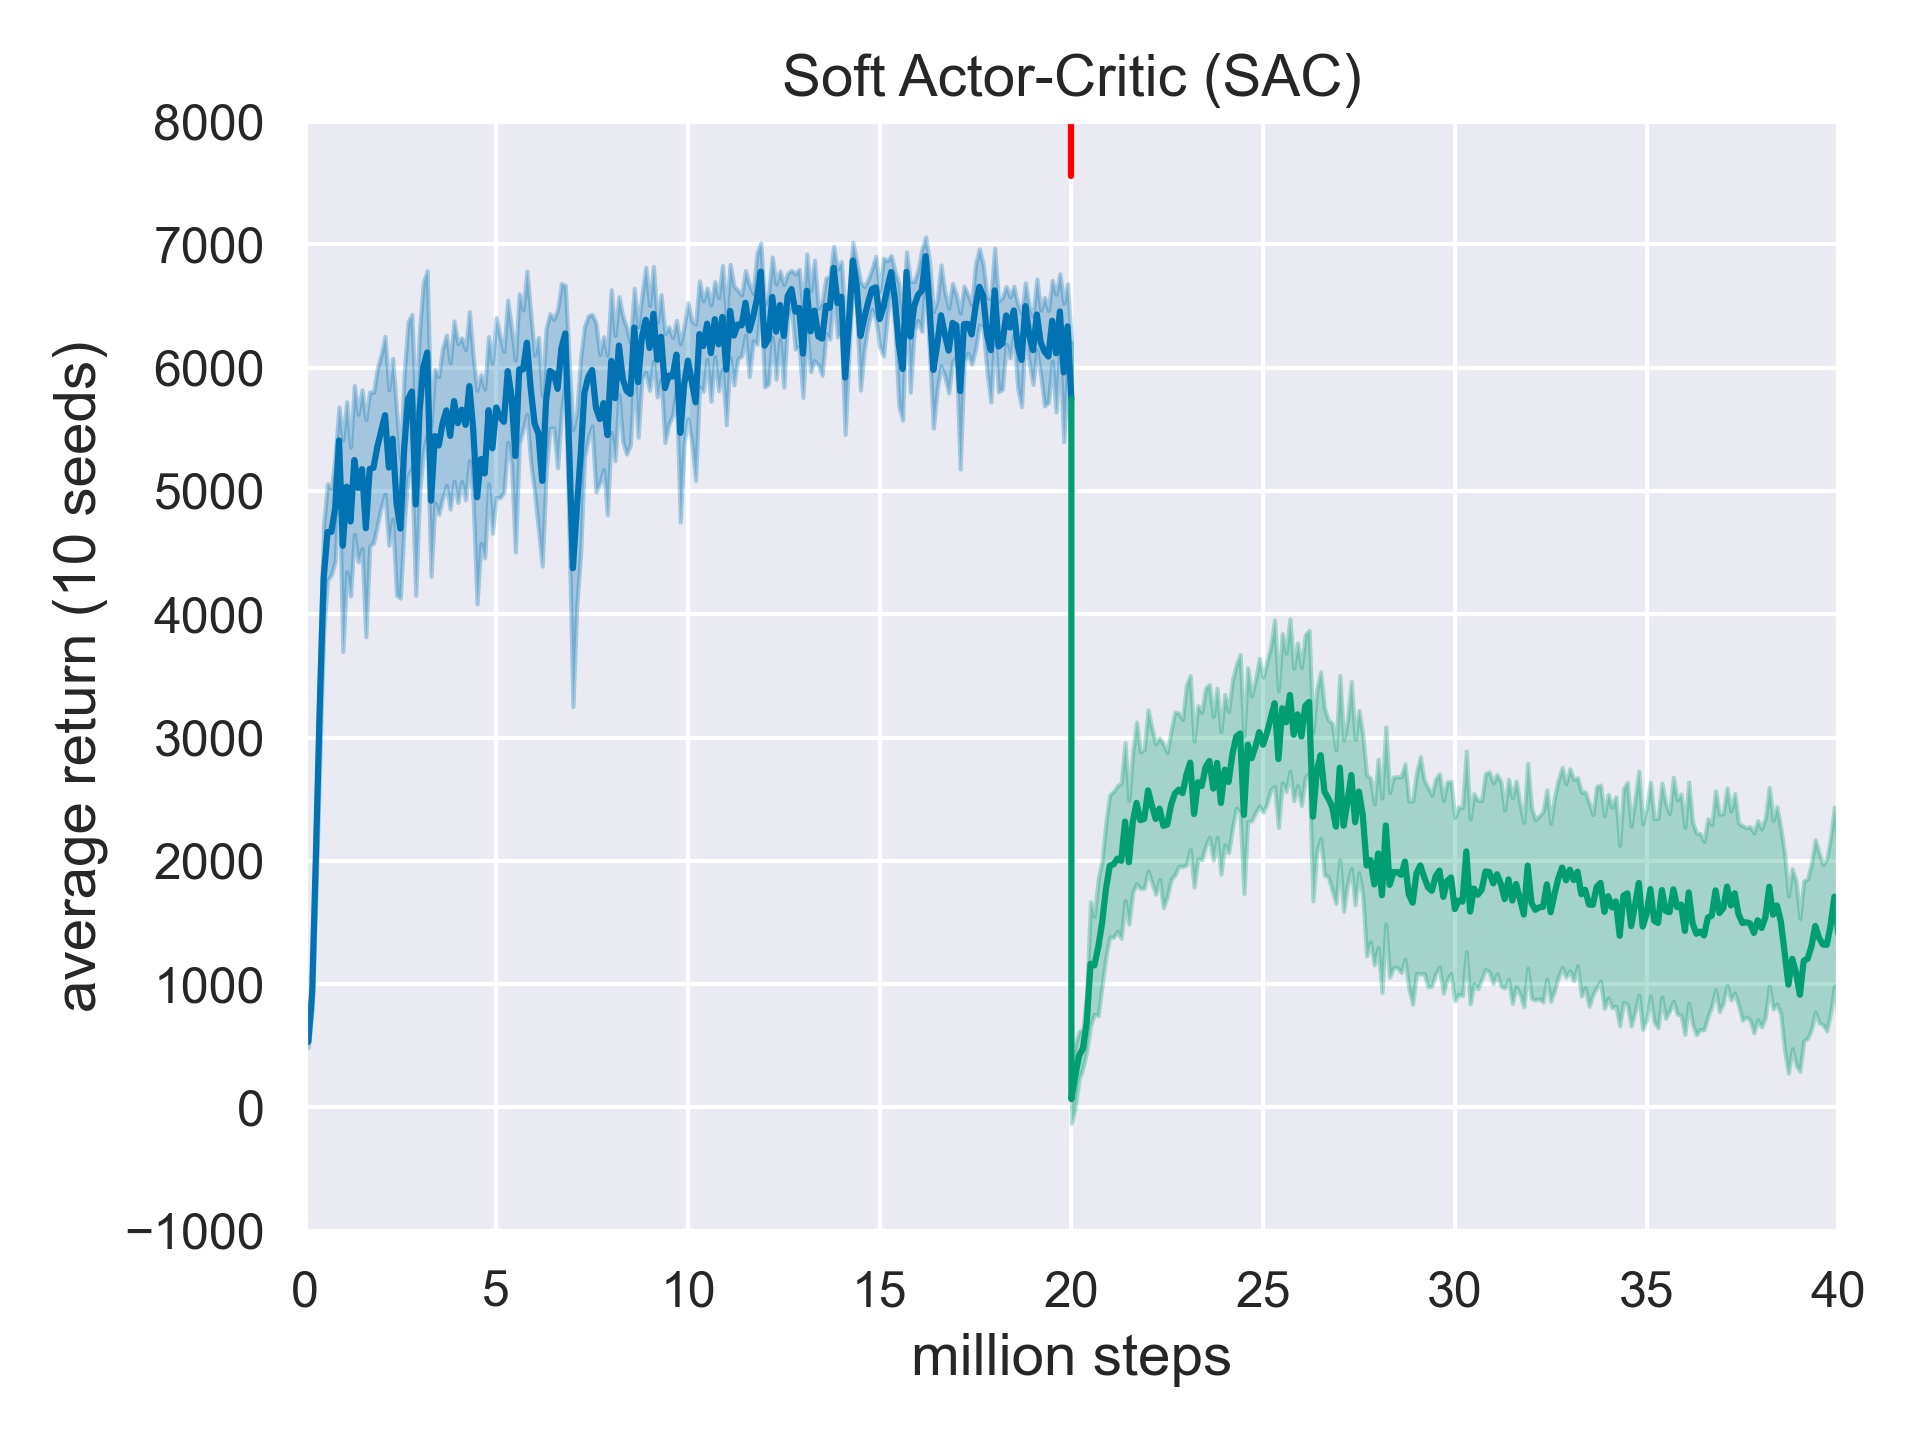 Soft Actor-Critic (SAC)
8000
7000
6000
5000
4000
3000
2000
1000
0
−1000
average return (10 seeds)
0 5 10 15 20 25 30 35 40
million steps